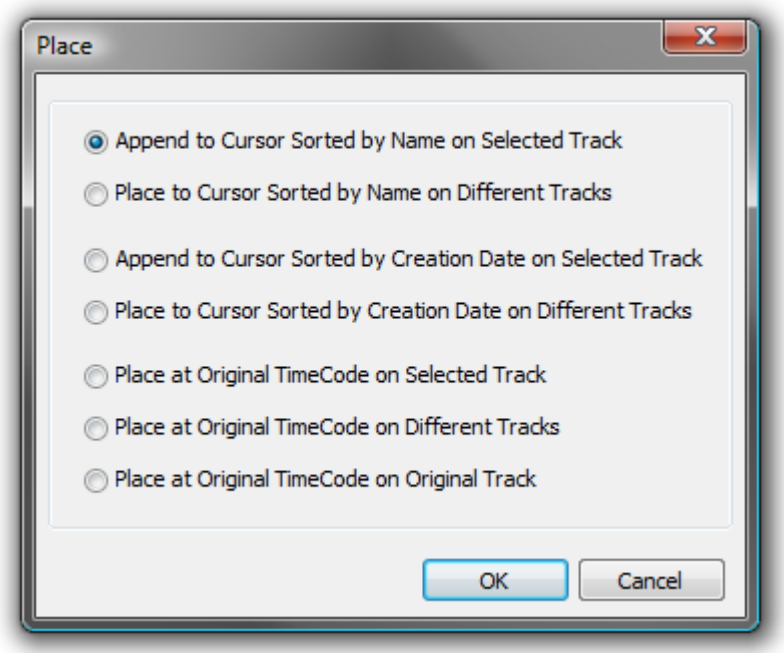 Place
Append to Cursor Sorted by Name on Selected Track
Place to Cursor Sorted by Name on Different Tracks
Append to Cursor Sorted by Creation Date on Selected Track
Place to Cursor Sorted by Creation Date on Different Tracks
Place at Original TimeCode on Selected Track
Place at Original TimeCode on Different Tracks
Place at Original TimeCode on Original Track
OK
Cancel